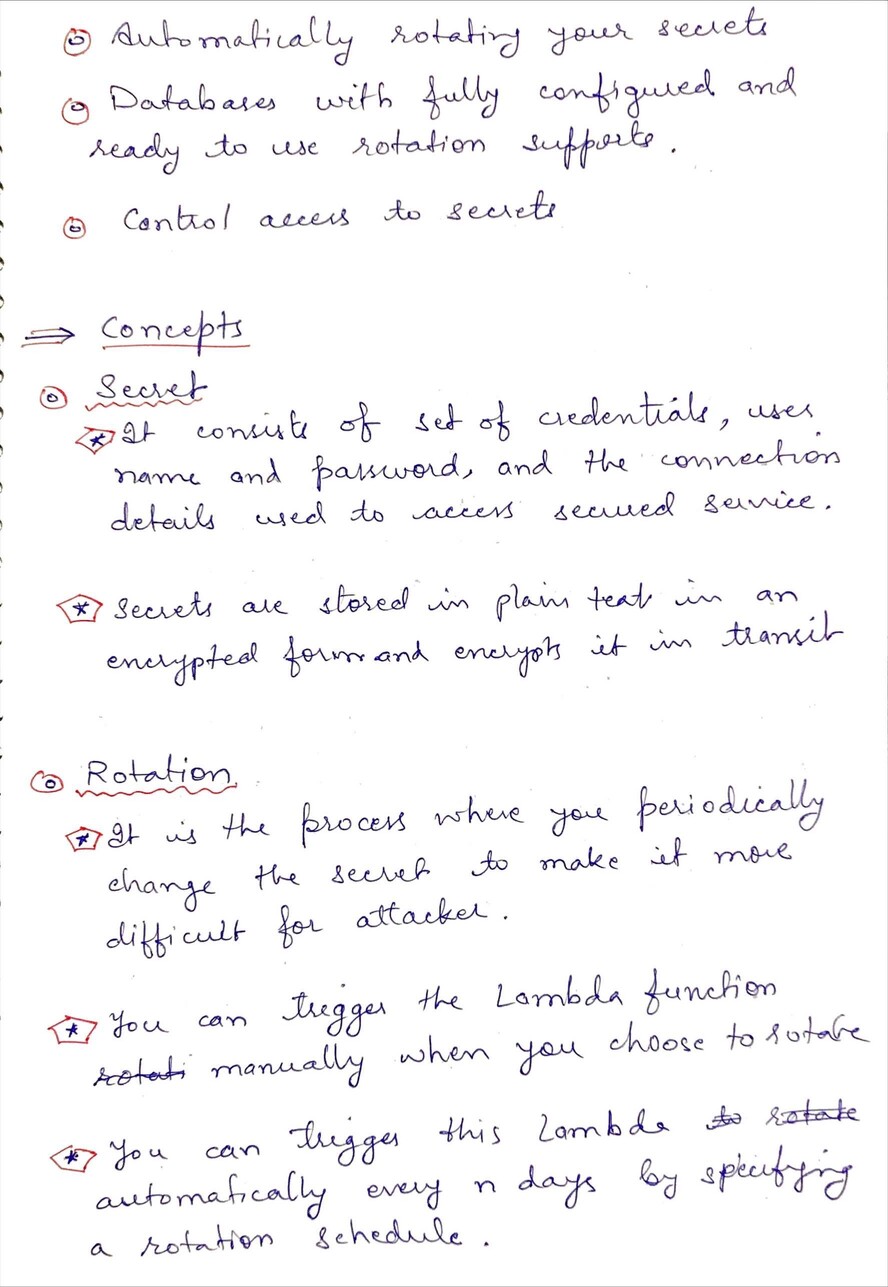 Automatically rotating your secrets
Databases with fully configured and
ready to use rotation supports.
Control access to secrets
⇒ Concepts
Secret
* It consists of set of credentials, user
name and password, and the connection
details used to access secured service.
* Secrets are stored in plain text in an
encrypted form and encrypts it in transit
Rotation
* It is the process where you periodically
change the secret to make it more
difficult for attacker.
* You can trigger the Lambda function
rotati manually when you choose to rotate
* You can trigger this Lambda to rotate
automatically every n days by specifying
a rotation schedule.